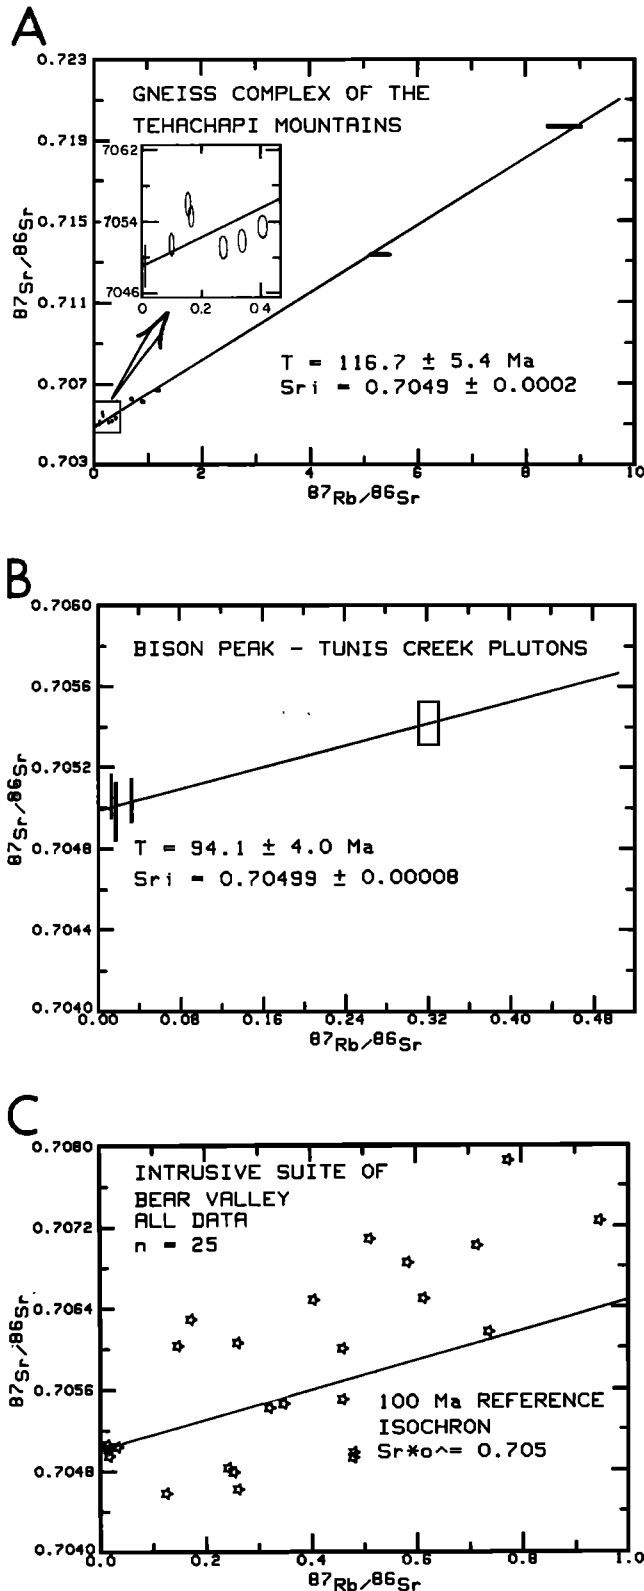 A
0.723
0.719
0.711
0.707
0.703
87Sr/86Sr
GNEISS COMPLEX OF THE
TEHACHAPI MOUNTAINS
7062
7054
7046
0
0.2
0.4
T = 116.7 ± 5.4 Ma
Sri = 0.7049 ± 0.0002
0
2
4
6
8
10
87Rb/86Sr
B
0.7060
0.7056
0.7052
0.7048
0.7044
0.7040
87Sr/86Sr
BISON PEAK - TUNIS CREEK PLUTONS
T = 94.1 ± 4.0 Ma
Sri = 0.70499 ± 0.00008
0.00
0.08
0.16
0.24
0.32
0.40
0.48
87Rb/86Sr
C
0.7080
0.7072
0.7064
0.7056
0.7048
0.7040
87Sr/86Sr
INTRUSIVE SUITE OF
BEAR VALLEY
ALL DATA
n = 25
100 Ma REFERENCE
ISOCHRON
Sr*o^= 0.705
0.0
0.2
0.4
0.6
0.8
1.0
87Rb/86Sr